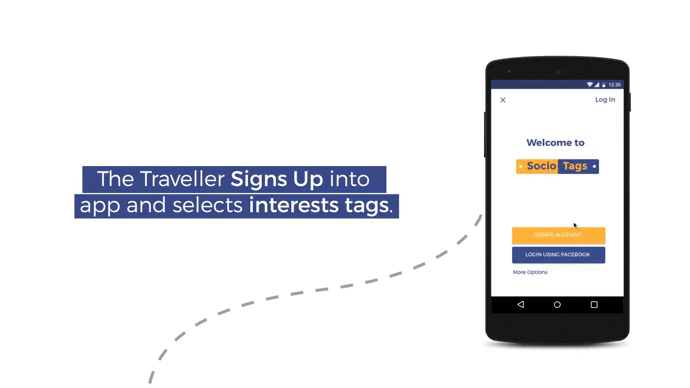 The Traveller Signs Up into
app and selects interests tags.
12:30
Log In
Welcome to
Socio Tags
CREATE ACCOUNT
LOGIN USING FACEBOOK
More Options